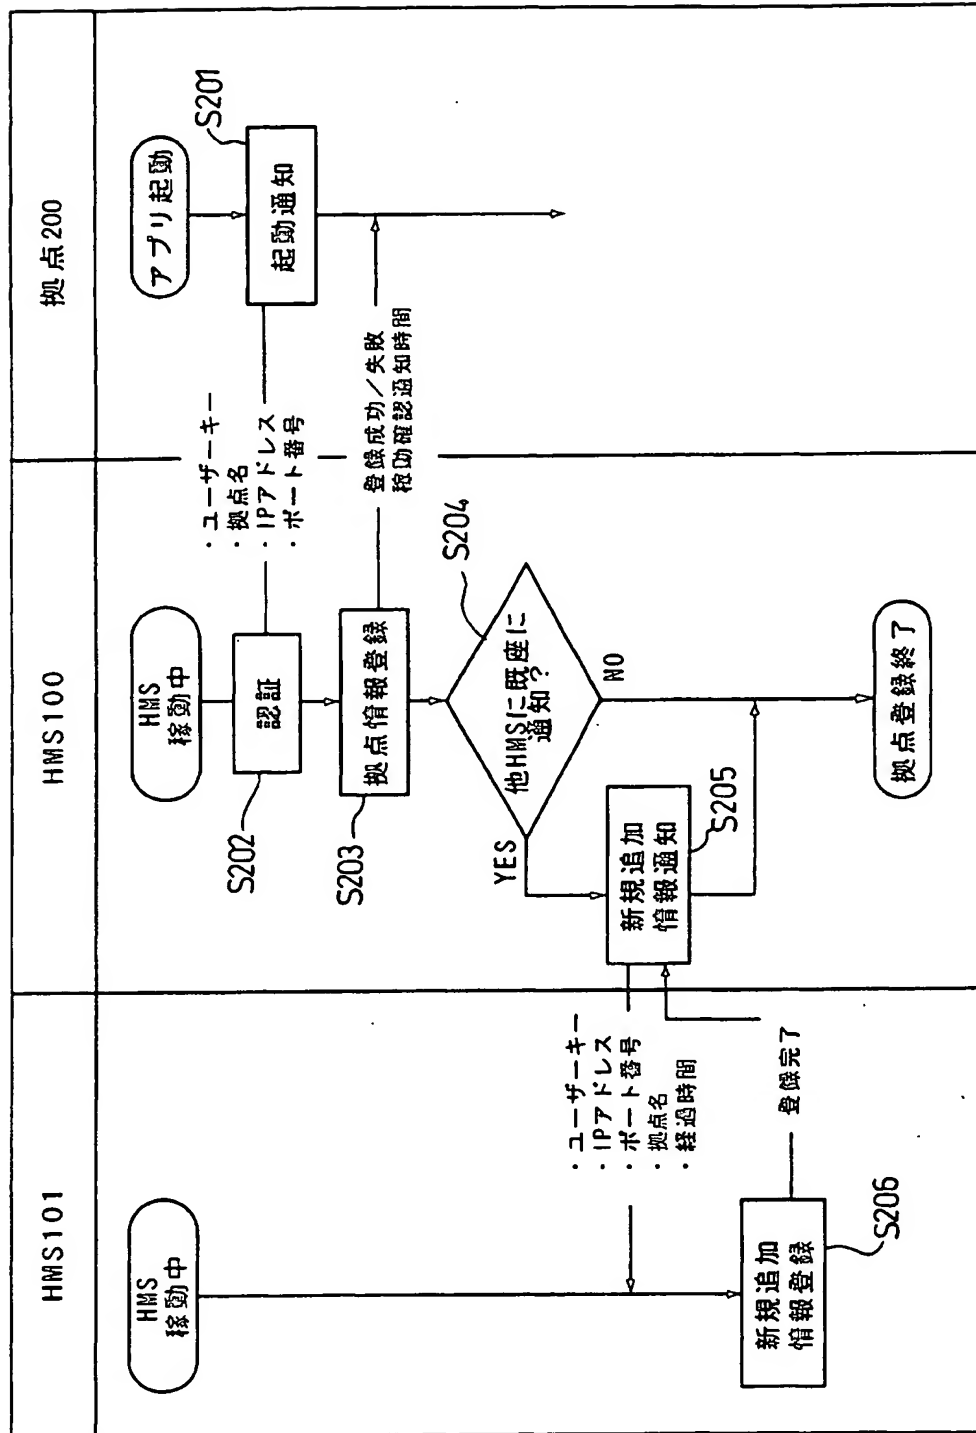 HMS101
HMS100
拠点200
HMS
稼動中
HMS
稼動中
アプリ起動
起動通知
S201
・ユーザーキー
・拠点名
・IPアドレス
・ポート番号
認証
S202
拠点情報登録
S203
登録成功/失敗
稼動確認通知時間
他HMSに既座に
通知?
S204
YES
NO
新規追加
情報通知
S205
・ユーザーキー
・IPアドレス
・ポート番号
・拠点名
・経過時間
新規追加
情報登録
S206
登録完了
拠点登録終了